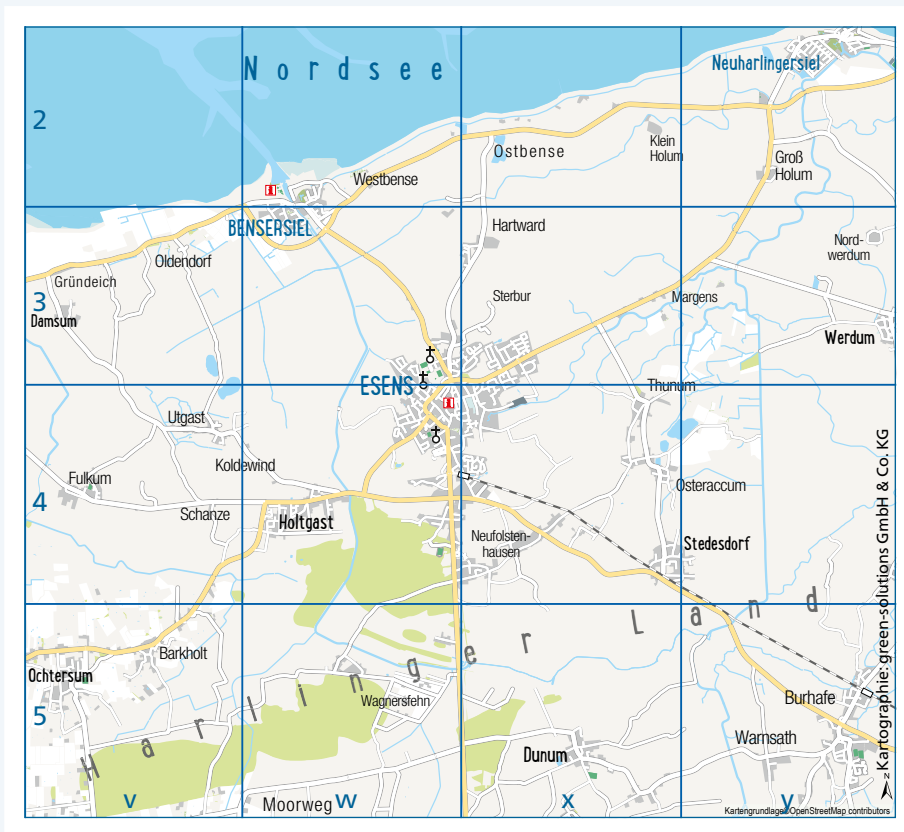 Nordsee
Neuharlingersiel
2
Klein
Holum
Ostbense
Groß
Holum
Westbense
BENSERSIEL
Hartward
Nord-
werdum
Oldendorf
Gründeich
3
Sterbur
Margens
Damsum
Werdum
ESENS
Thunum
Utgast
Koldewind
Fulkum
Osteraccum
4
Schanze
Holtgast
Neufolsten-
hausen
Stedesdorf
Harlinger Land
Barkholt
Ochtersum
Wagnersfehn
Burhafe
5
Warnsath
Dunum
Moorweg
v
w
x
y
N
Kartographie: green-solutions GmbH & Co. KG
Kartengrundlage©OpenStreetMap contributors